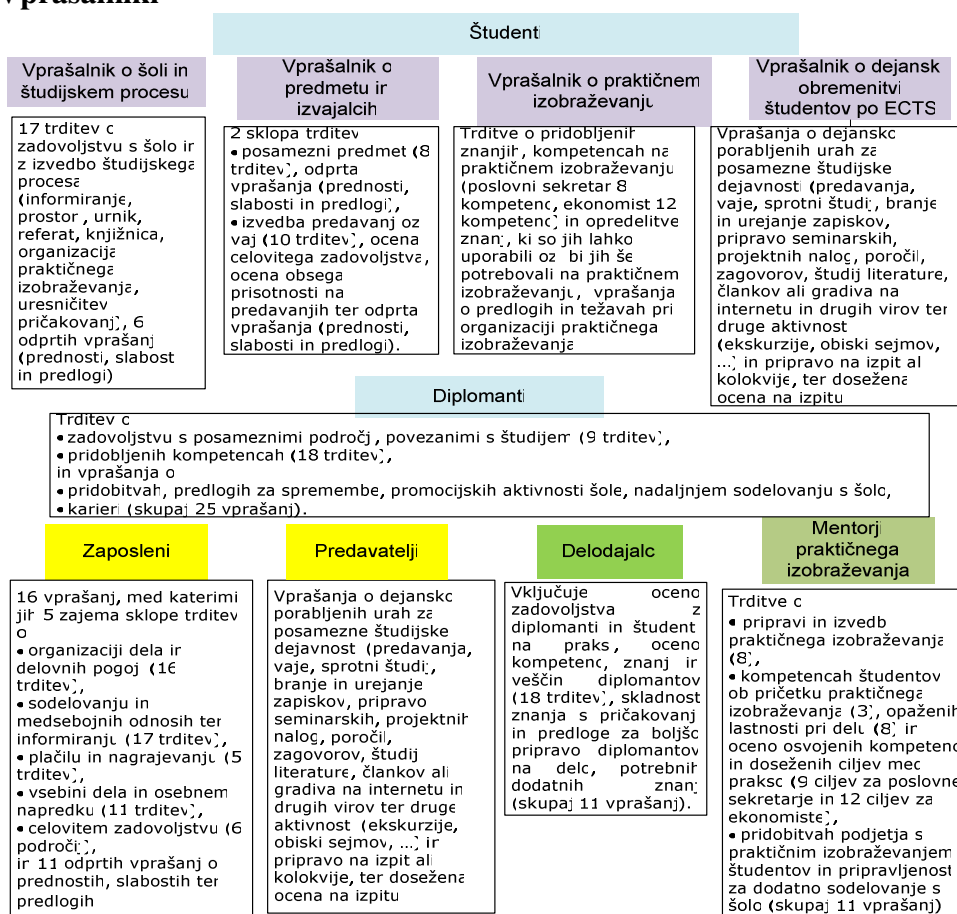 Vprašalniki
Študenti
Vprašalnik o šoli in
študijskem procesu
17 trditev o
zadovoljstvu s šolo in
z izvedbo študijskega
procesa
(informiranje,
prostor, urnik,
referat, knjižnica,
organizacija
praktičnega
izobraževanja,
uresničitev
pričakovanj), 6
odprtih vprašanj
(prednosti, slabost
in predlogi)
Vprašalnik o
predmetu in
izvajalcih
2 sklopa trditev
• posamezni predmet (8
trditev), odprta
vprašanja (prednosti,
slabosti in predlogi),
• izvedba predavanj oz
vaj (10 trditev), ocena
celovitega zadovoljstva,
ocena obsega
prisotnosti na
predavanjih ter odprta
vprašanja (prednosti,
slabosti in predlogi).
Vprašalnik o praktičnem
izobraževanju
Trditve o pridobljenih
znanjih, kompetencah na
praktičnem izobraževanju
(poslovni sekretar 8
kompetenc, ekonomist 12
kompetenc) in opredelitve
znanj, ki so jih lahko
uporabili oz bi jih še
potrebovali na praktičnem
izobraževanju, vprašanja
o predlogih in težavah pri
organizaciji praktičnega
izobraževanja
Vprašalnik o dejansk
obremenitvi
študentov po ECTS
Vprašanja o dejansko
porabljenih urah za
posamezne študijske
dejavnosti (predavanja,
vaje, sprotni študij, branje
in urejanje zapiskov,
pripravo seminarskih,
projektnih nalog, poročil,
zagovorov, študij literature,
člankov ali gradiva na
internetu in drugih virov ter
druge aktivnost
(ekskurzije, obiski sejmov,
…) in pripravo na izpit al
kolokvije, ter dosežena
ocena na izpitu
Diplomanti
Trditev o
• zadovoljstvu s posameznimi področj, povezanimi s študijem (9 trditev),
• pridobljenih kompetencah (18 trditev),
in vprašanja o
• pridobitvah, predlogih za spremembe, promocijskih aktivnosti šole, nadaljnjem sodelovanju s šolo,
• karieri (skupaj 25 vprašanj).
Zaposleni
16 vprašanj, med katerimi
jih 5 zajema sklope trditev
o
• organizaciji dela in
delovnih pogoj (16
trditev),
• sodelovanju in
medsebojnih odnosih ter
informiranju (17 trditev),
• plačilu in nagrajevanju (5
trditev),
• vsebini dela in osebnem
napredku (11 trditev),
• celovitem zadovoljstvu (6
področij),
in 11 odprtih vprašanj o
prednostih, slabostih ter
predlogih
Predavatelji
Vprašanja o dejansko
porabljenih urah za
posamezne študijske
dejavnost (predavanja,
vaje, sprotni študij,
branje in urejanje
zapiskov, pripravo
seminarskih, projektnih
nalog, poročil,
zagovorov, študij
literature, člankov ali
gradiva na internetu in
drugih virov ter druge
aktivnost (ekskurzije,
obiski sejmov, …) in
pripravo na izpit ali
kolokvije, ter dosežena
ocena na izpitu
Delodajalc
Vključuje oceno
zadovoljstva z
diplomanti in študent
na praks, oceno
kompetenc, znanj in
veščin diplomantov
(18 trditev), skladnost
znanja s pričakovanj
in predloge za boljšo
pripravo diplomantov
na delo, potrebnih
dodatnih znanj
(skupaj 11 vprašanj).
Mentorji
praktičnega
izobraževanja
Trditve o
• pripravi in izvedb
praktičnega izobraževanja
(8),
• kompetencah študentov
ob pričetku praktičnega
izobraževanja (3), opaženih
lastnosti pri delu (8) in
oceno osvojenih kompetenc
in doseženih ciljev med
prakso (9 ciljev za poslovne
sekretarje in 12 ciljev za
ekonomiste),
• pridobitvah podjetja s
praktičnim izobraževanjem
študentov in pripravljenost
za dodatno sodelovanje s
šolo (skupaj 11 vprašanj)